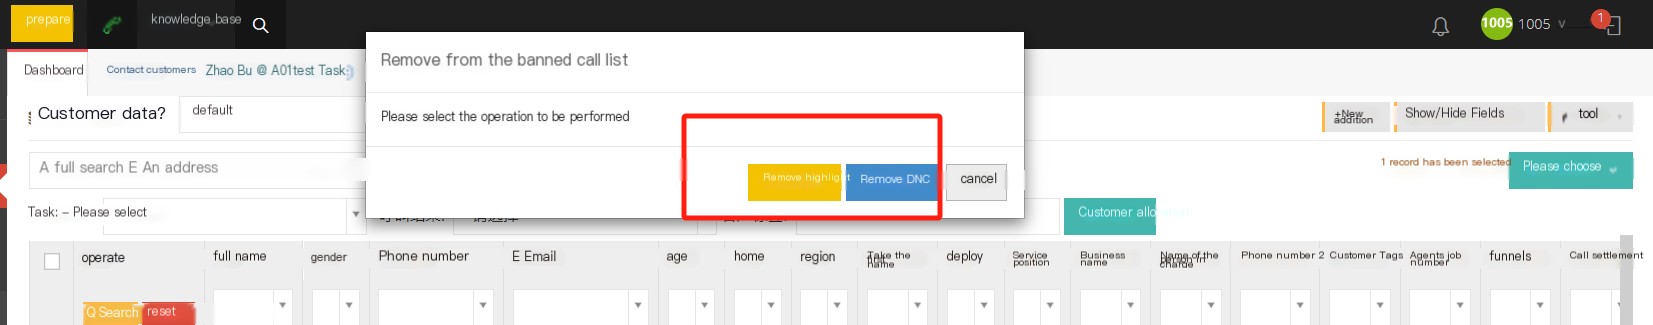 prepare
knowledge_base
1005 1005
1
Remove from the banned call list
Dashboard
Contact customers Zhao Bu @ A01test Task
Customer data?
default
Please select the operation to be performed
+New
addition
Show/Hide Fields
tool
A full search E An address
1 record has been selected
Please choose
Remove highlight
Remove DNC
cancel
Task: - Please select
Customer allo
operate
full name
gender
Phone number
E Email
age
home
region
Take the
name
deploy
Service
position
Business
name
Name of the
person in
charge
Phone number 2
Customer Tags
Agents job
number
funnels
Call settlement
Q Search
reset